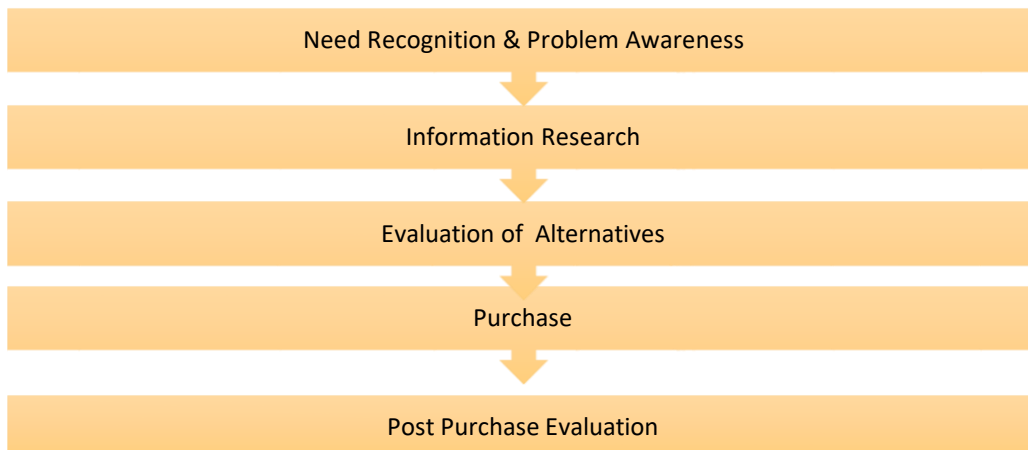 Need Recognition & Problem Awareness
Information Research
Evaluation of  Alternatives
Purchase
Post Purchase Evaluation